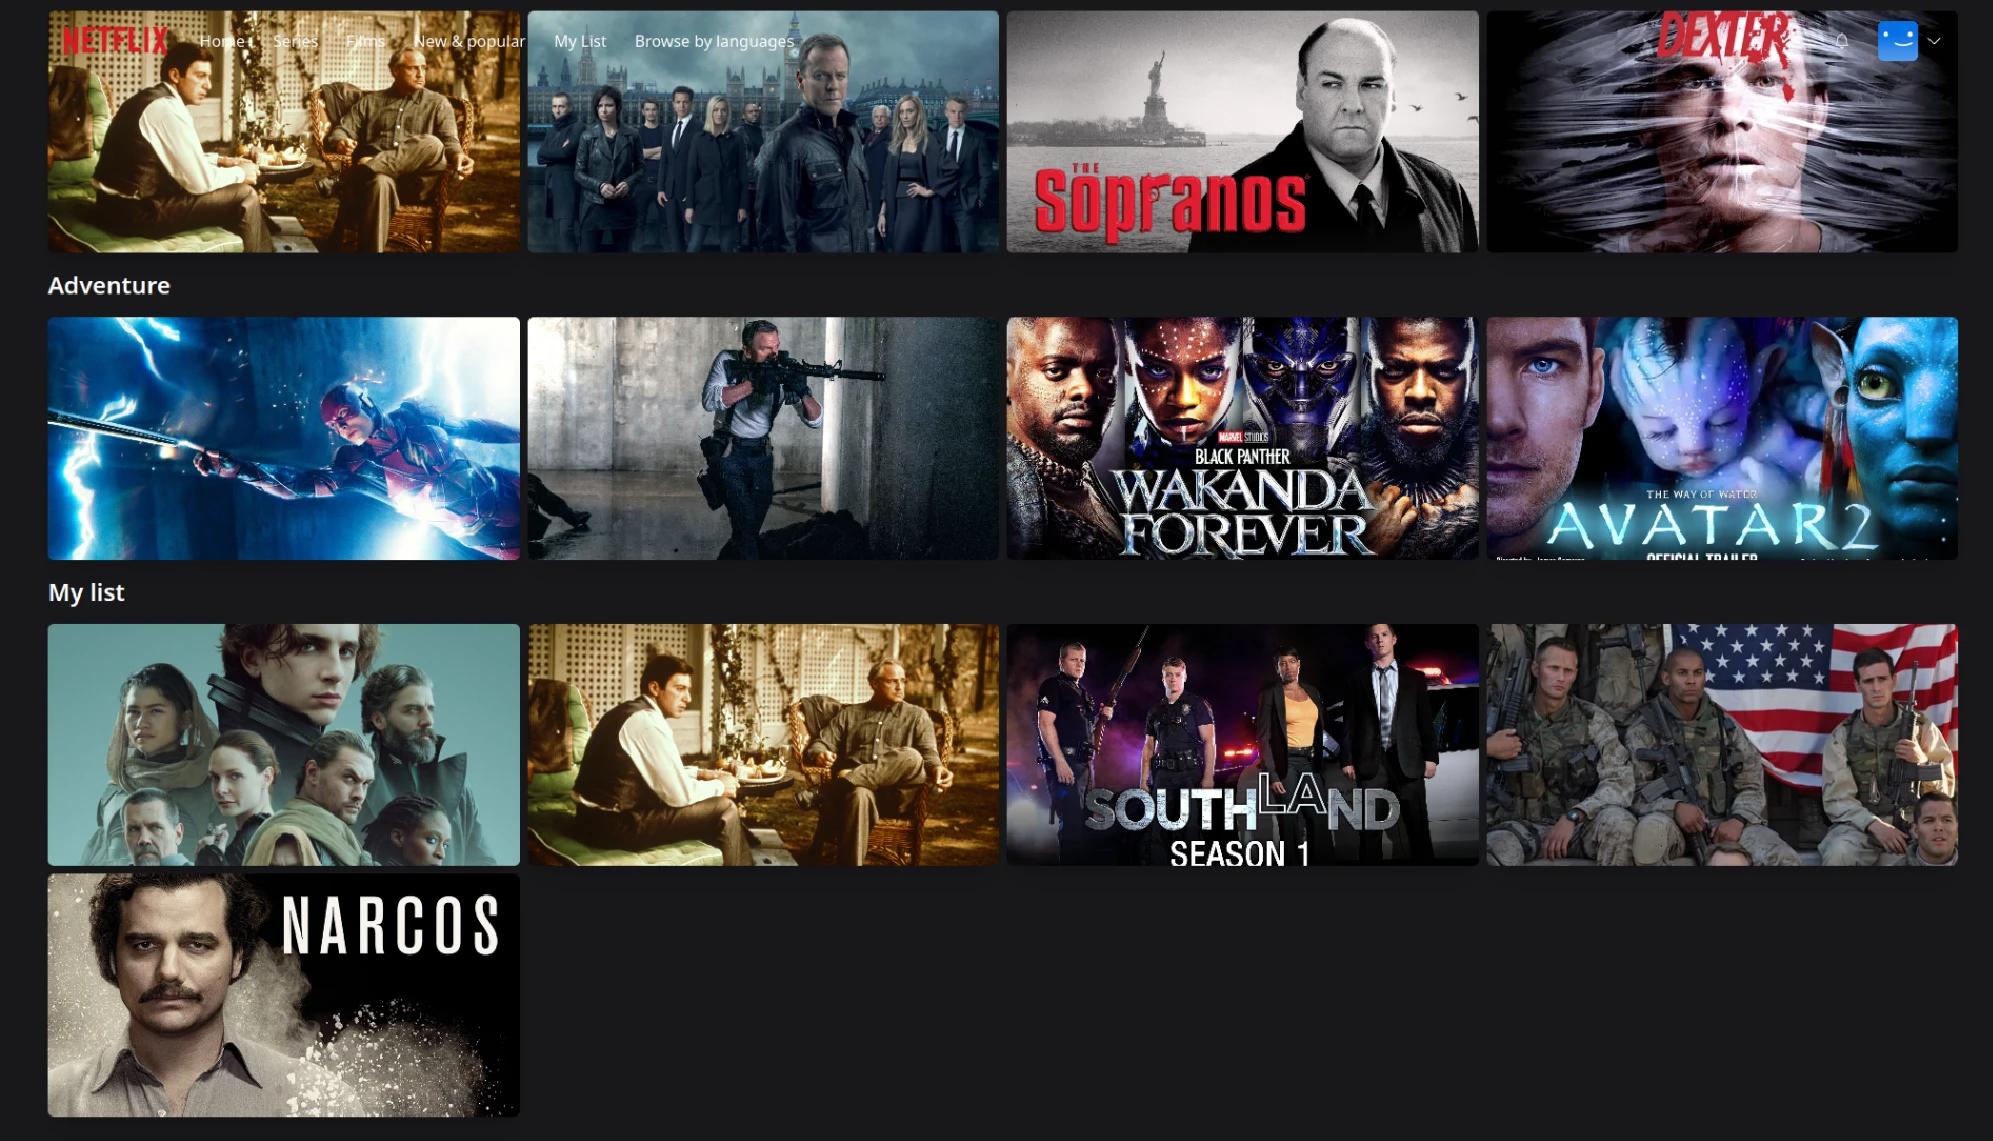 NETFLIX Home Series Films New & popular My List Browse by languages
DEXTER
THE
Sopranos
Adventure
MARVEL STUDIOS
BLACK PANTHER
WAKANDA
FOREVER
THE WAY OF WATER
AVATAR 2
OFFICIAL TRAILER
My list
SOUTHLAND
SEASON 1
NARCOS